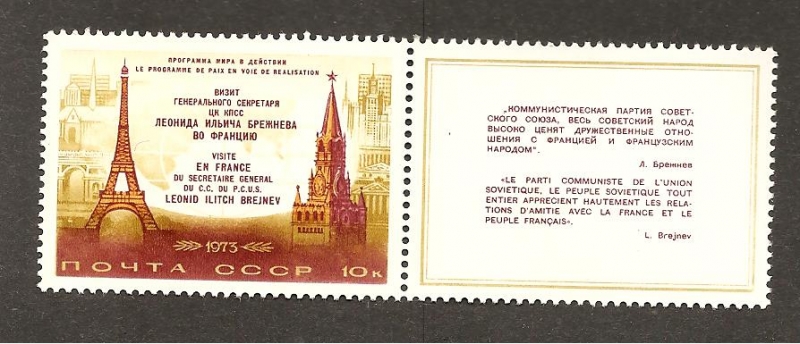 ПРОГРАММА МИРА В ДЕЙСТВИИ
LE PROGRAMME DE PAIX EN VOIE DE REALISATION
ВИЗИТ
ГЕНЕРАЛЬНОГО СЕКРЕТАРЯ
ЦК КПСС
ЛЕОНИДА ИЛЬИЧА БРЕЖНЕВА
ВО ФРАНЦИЮ
VISITE
EN FRANCE
DU SECRETAIRE GENERAL
DU C.C. DU P.C.U.S.
LEONID ILITCH BREJNEV
1973
ПОЧТА СССР 10к
„КОММУНИСТИЧЕСКАЯ ПАРТИЯ СОВЕТ-
СКОГО СОЮЗА, ВЕСЬ СОВЕТСКИЙ НАРОД
ВЫСОКО ЦЕНЯТ ДРУЖЕСТВЕННЫЕ ОТНО-
ШЕНИЯ С ФРАНЦИЕЙ И ФРАНЦУЗСКИМ
НАРОДОМ".
Л. Брежнев
«LE PARTI COMMUNISTE DE L'UNION
SOVIETIQUE, LE PEUPLE SOVIETIQUE TOUT
ENTIER APPRECIENT HAUTEMENT LES RELA-
TIONS D'AMITIE AVEC LA FRANCE ET LE
PEUPLE FRANÇAIS».
L. Brejnev